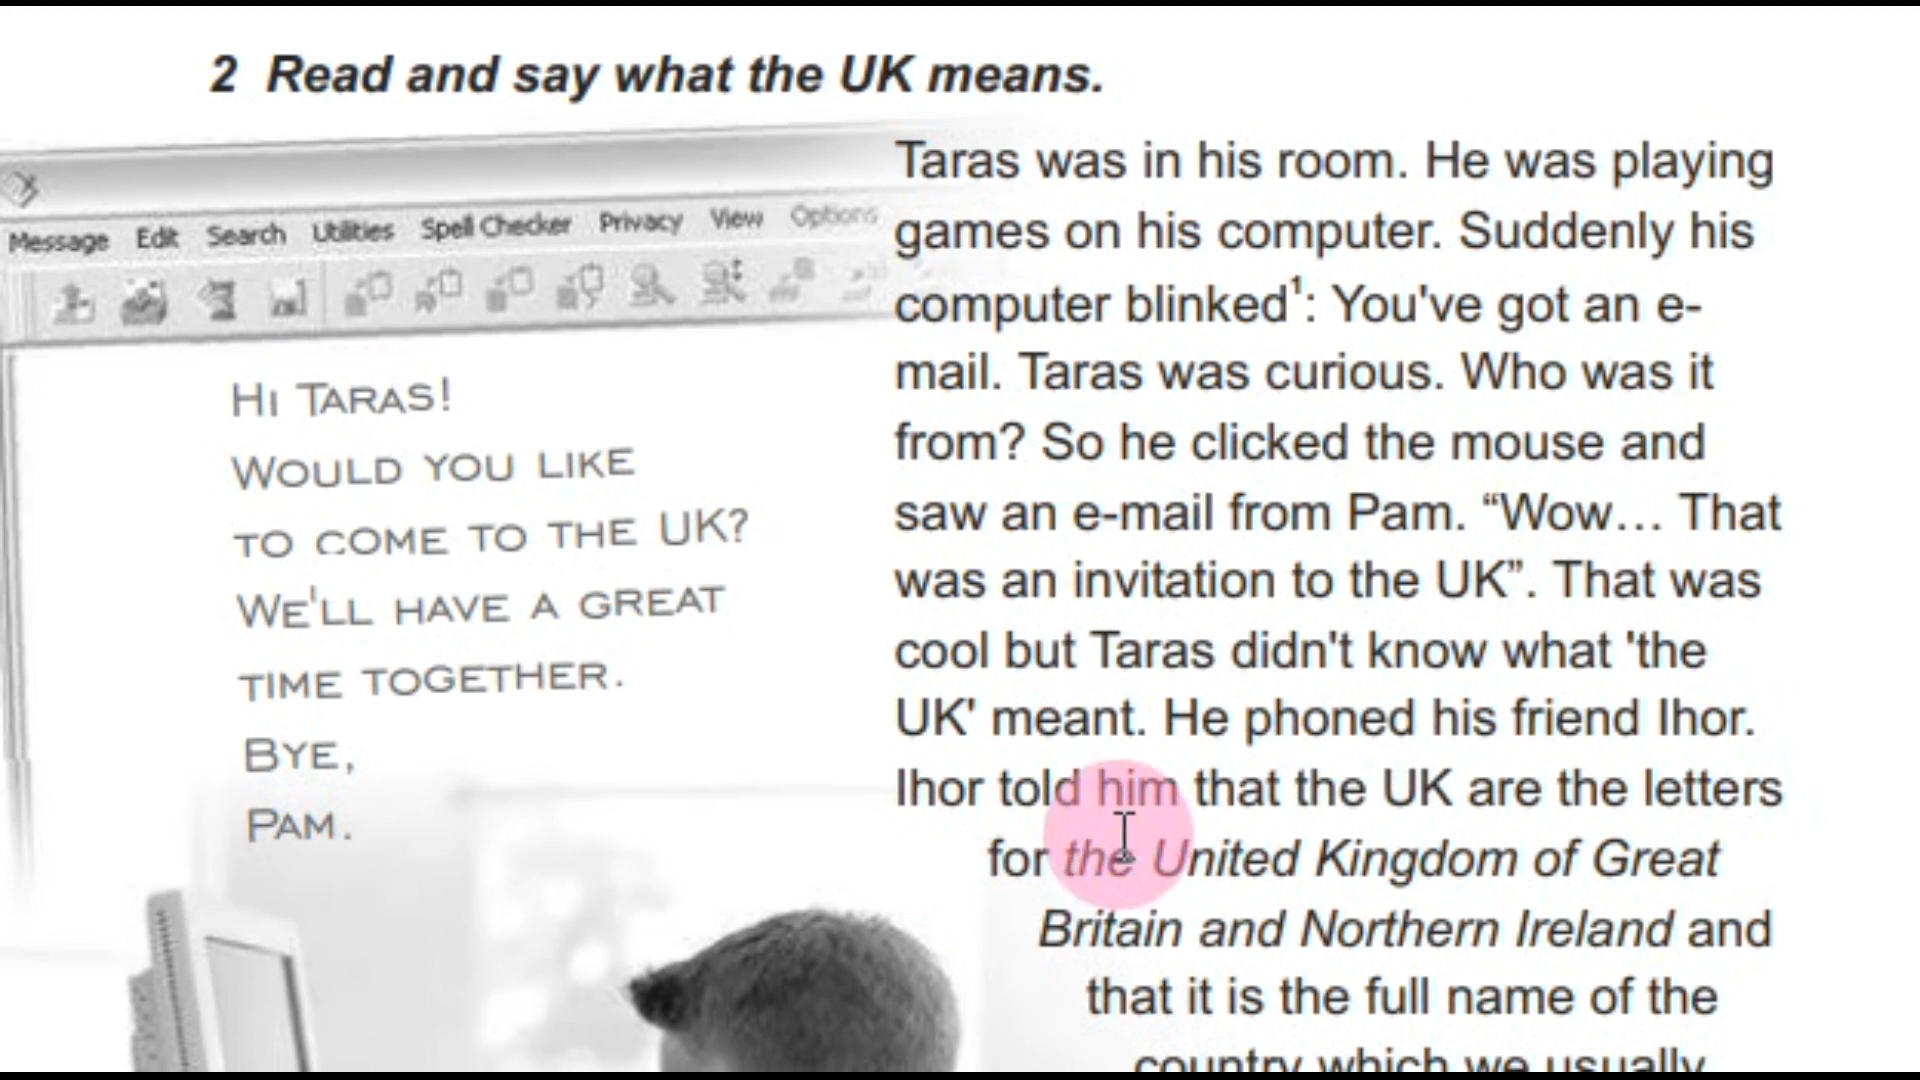 2 Read and say what the UK means.
Message Edit Search Utilities Spell Checker Privacy View Options
HI TARAS!
WOULD YOU LIKE
TO COME TO THE UK?
WE'LL HAVE A GREAT
TIME TOGETHER.
BYE,
PAM.
Taras was in his room. He was playing
games on his computer. Suddenly his
computer blinked¹: You've got an e-
mail. Taras was curious. Who was it
from? So he clicked the mouse and
saw an e-mail from Pam. “Wow… That
was an invitation to the UK”. That was
cool but Taras didn't know what 'the
UK' meant. He phoned his friend Ihor.
Ihor told him that the UK are the letters
for the United Kingdom of Great
Britain and Northern Ireland and
that it is the full name of the
country which we usually